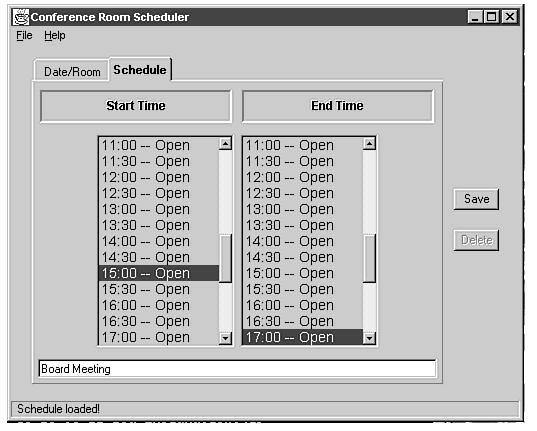 Conference Room Scheduler
File Help
Date/Room Schedule
Start Time End Time
11:00 -- Open 11:00 -- Open
11:30 -- Open 11:30 -- Open
12:00 -- Open 12:00 -- Open
12:30 -- Open 12:30 -- Open
13:00 -- Open 13:00 -- Open
13:30 -- Open 13:30 -- Open
14:00 -- Open 14:00 -- Open
14:30 -- Open 14:30 -- Open
15:00 -- Open 15:00 -- Open
15:30 -- Open 15:30 -- Open
16:00 -- Open 16:00 -- Open
16:30 -- Open 16:30 -- Open
17:00 -- Open 17:00 -- Open
Save
Delete
Board Meeting
Schedule loaded!